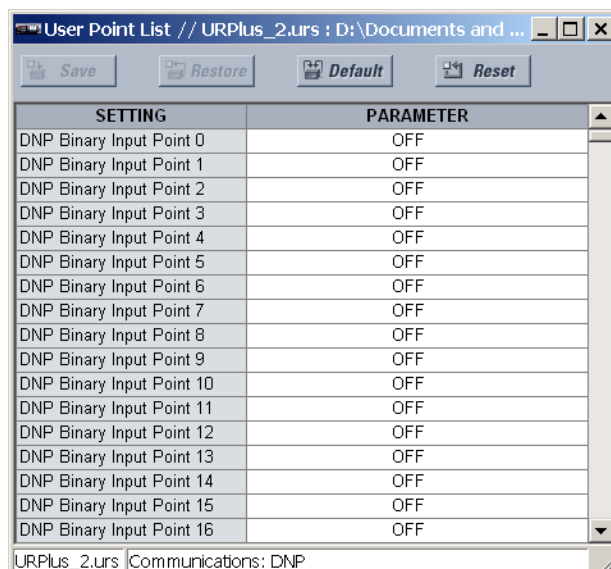 User Point List // URPlus_2.urs : D:\Documents and ...
Save Restore Default Reset
SETTING PARAMETER
DNP Binary Input Point 0 OFF
DNP Binary Input Point 1 OFF
DNP Binary Input Point 2 OFF
DNP Binary Input Point 3 OFF
DNP Binary Input Point 4 OFF
DNP Binary Input Point 5 OFF
DNP Binary Input Point 6 OFF
DNP Binary Input Point 7 OFF
DNP Binary Input Point 8 OFF
DNP Binary Input Point 9 OFF
DNP Binary Input Point 10 OFF
DNP Binary Input Point 11 OFF
DNP Binary Input Point 12 OFF
DNP Binary Input Point 13 OFF
DNP Binary Input Point 14 OFF
DNP Binary Input Point 15 OFF
DNP Binary Input Point 16 OFF
URPlus_2.urs Communications: DNP